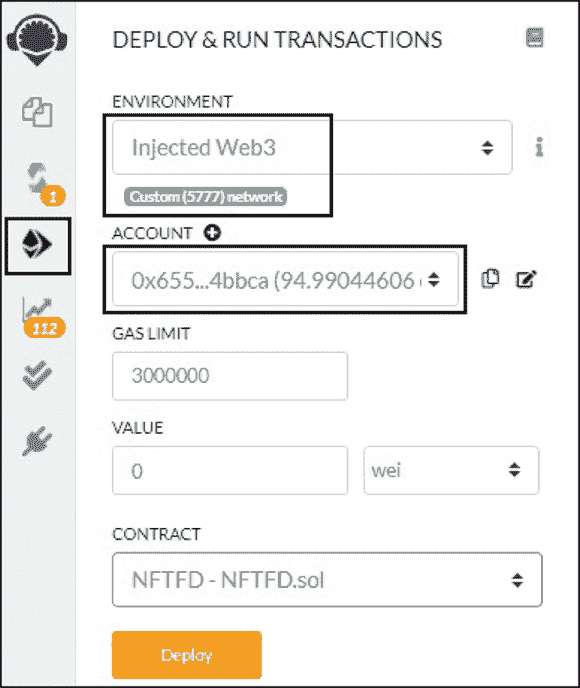 DEPLOY & RUN TRANSACTIONS
ENVIRONMENT
Injected Web3
i
Custom (5777) network
1
ACCOUNT
0x655...4bbca (94.99044606
112
GAS LIMIT
3000000
VALUE
0
wei
CONTRACT
NFTFD - NFTFD.sol
Deploy